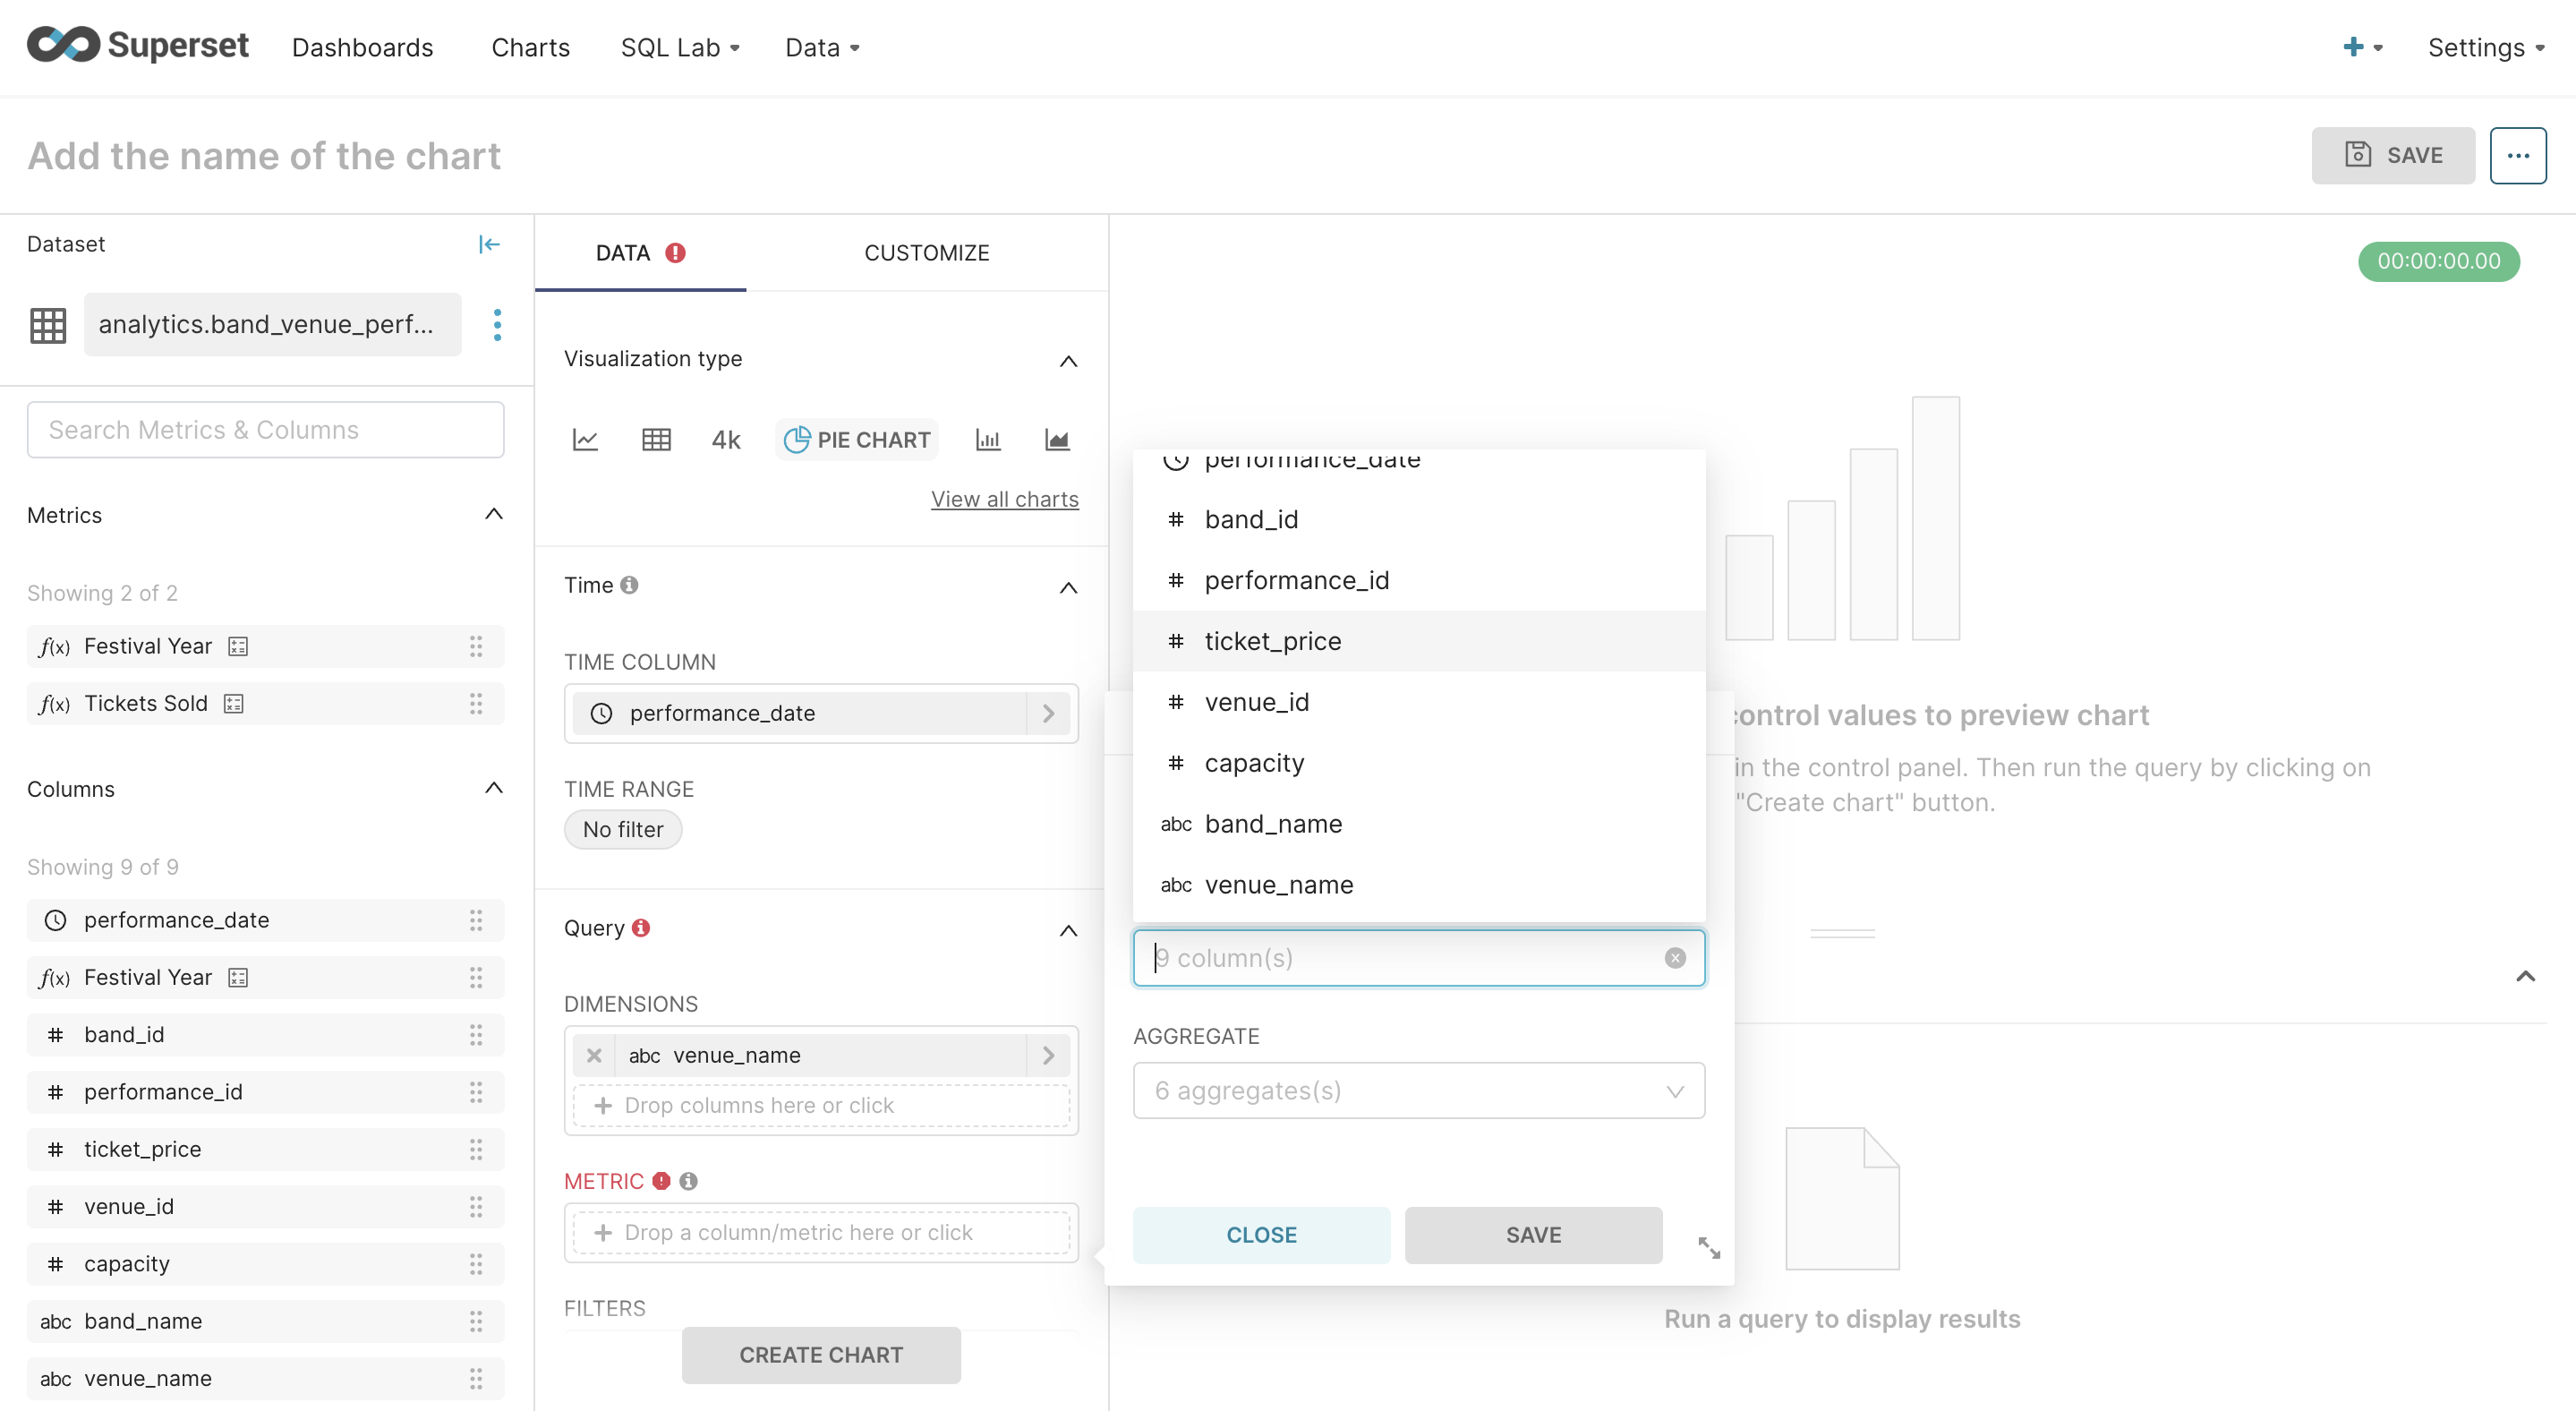 Superset Dashboards Charts SQL Lab Data Settings
Add the name of the chart
SAVE
Dataset
analytics.band_venue_perf...
Search Metrics & Columns
Metrics
Showing 2 of 2
f(x) Festival Year
f(x) Tickets Sold
Columns
Showing 9 of 9
performance_date
f(x) Festival Year
# band_id
# performance_id
# ticket_price
# venue_id
# capacity
abc band_name
abc venue_name
DATA CUSTOMIZE
Visualization type
4k PIE CHART
View all charts
Time
TIME COLUMN
performance_date
TIME RANGE
No filter
Query
DIMENSIONS
abc venue_name
+ Drop columns here or click
METRIC
+ Drop a column/metric here or click
FILTERS
CREATE CHART
performance_date
# band_id
# performance_id
# ticket_price
# venue_id
# capacity
abc band_name
abc venue_name
9 column(s)
AGGREGATE
6 aggregates(s)
CLOSE SAVE
00:00:00.00
control values to preview chart
in the control panel. Then run the query by clicking on
"Create chart" button.
Run a query to display results